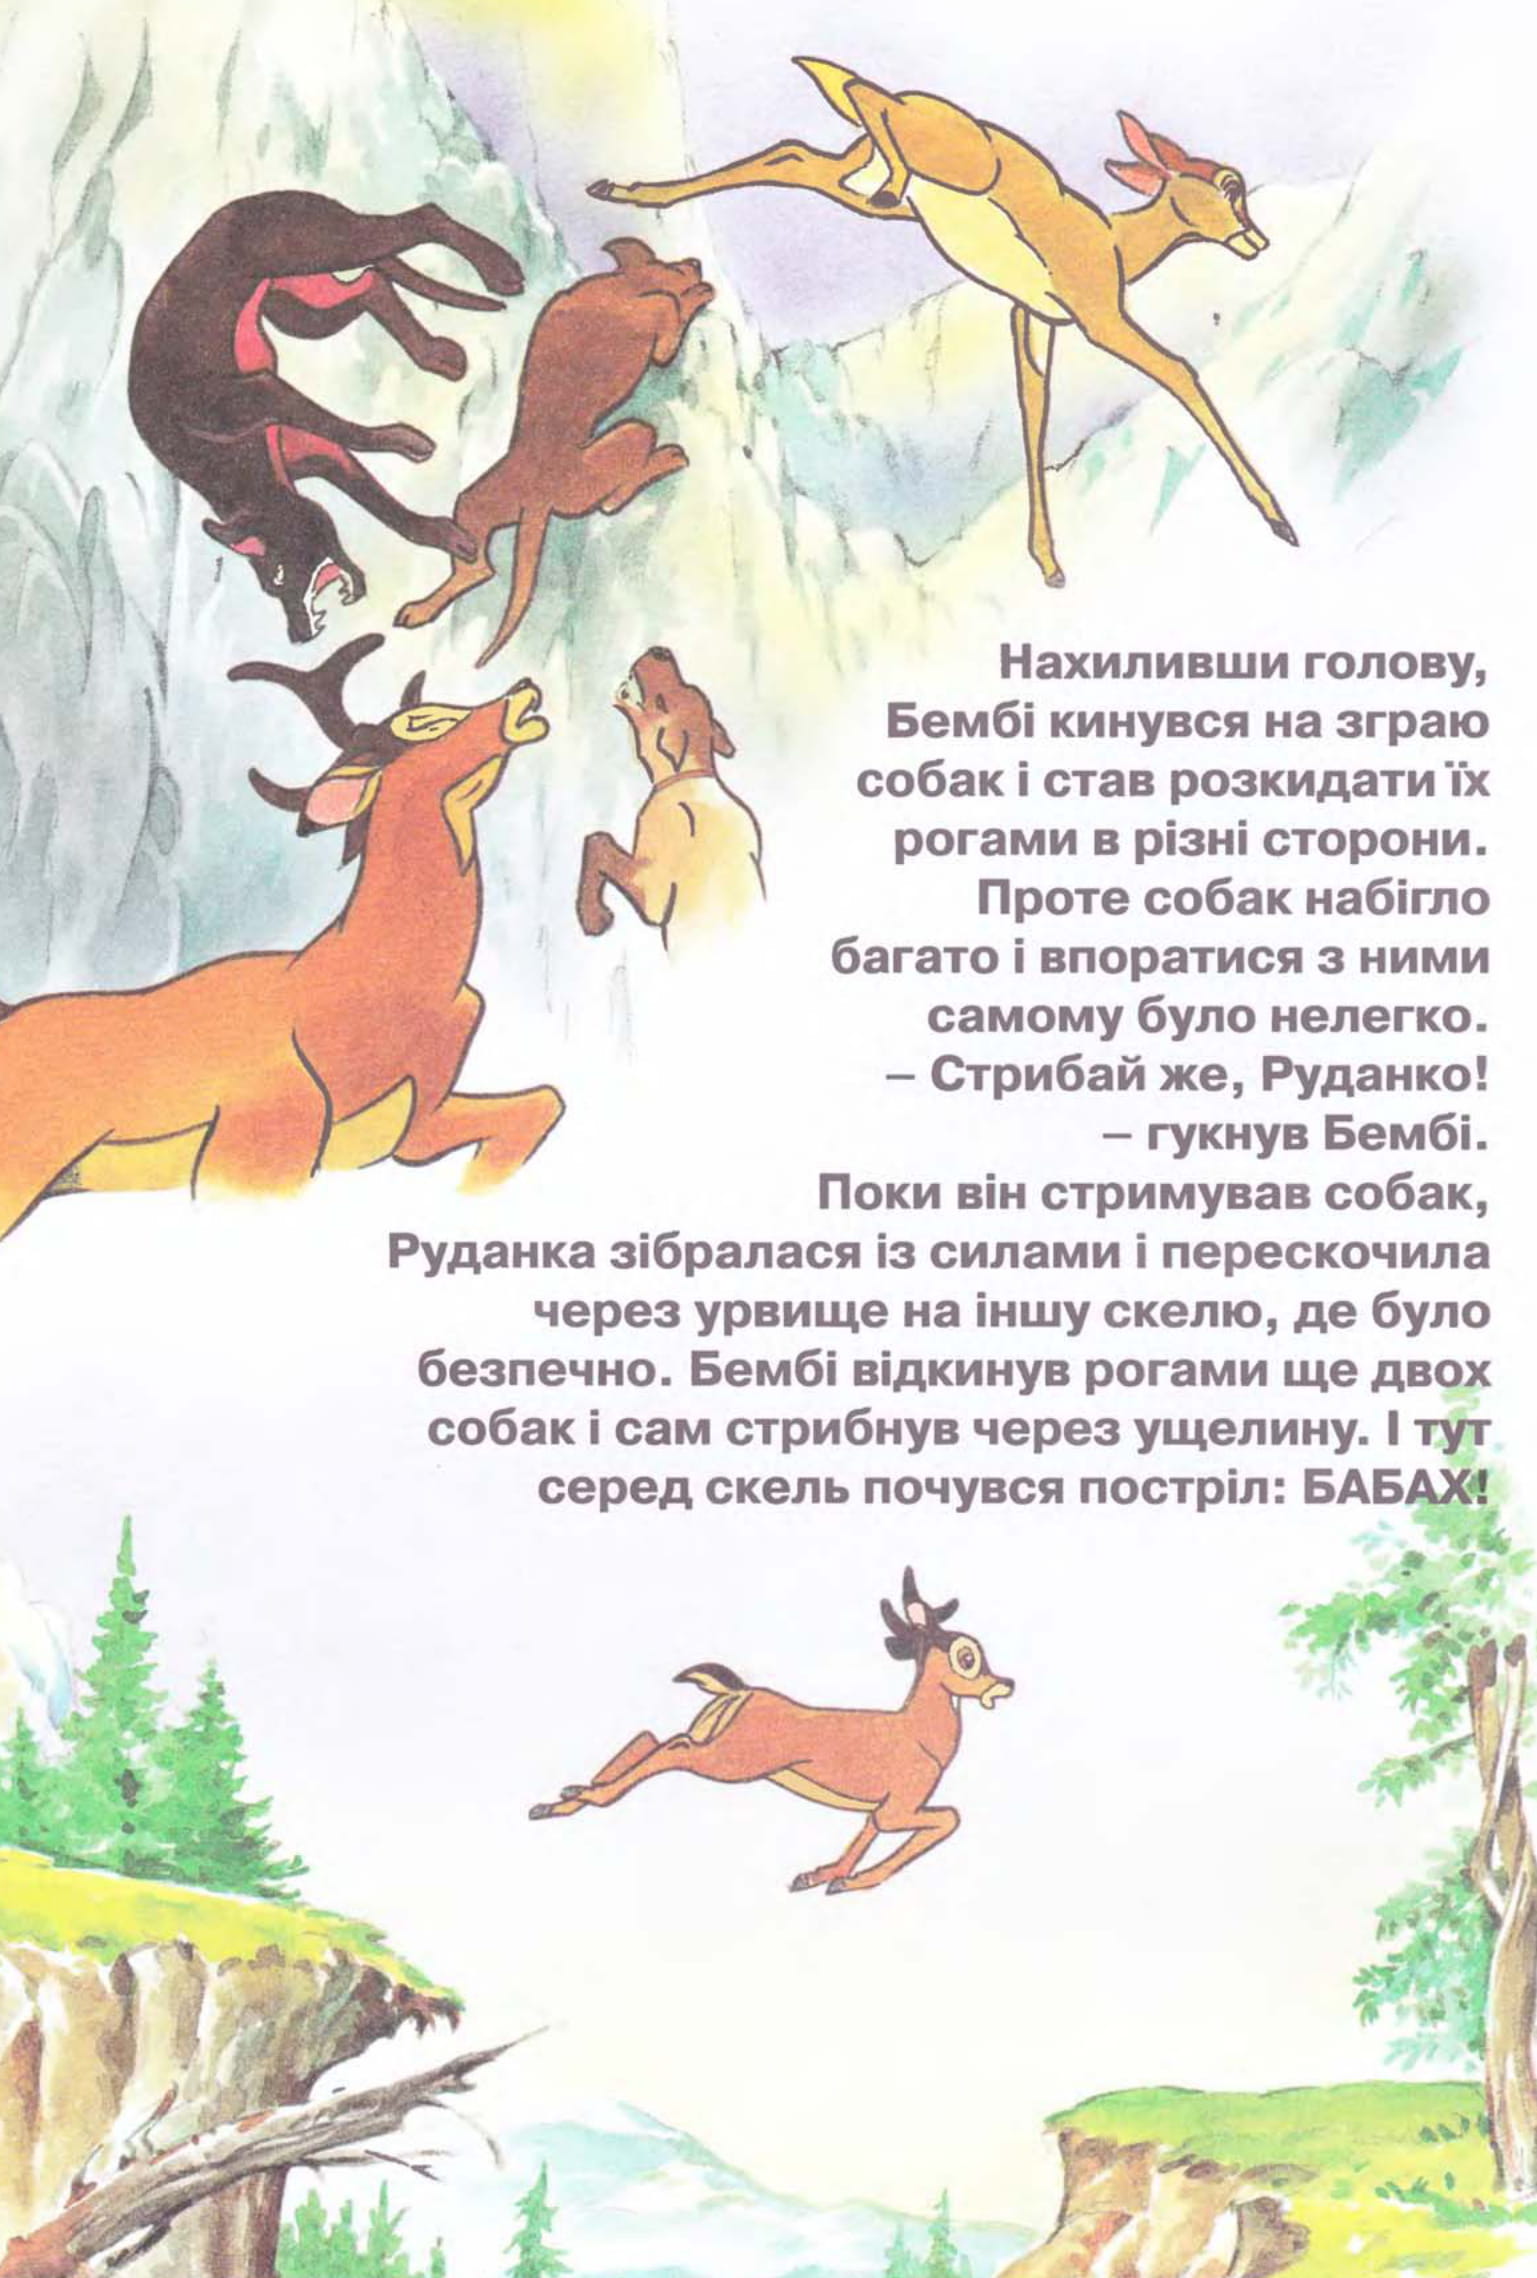 Нахиливши голову,
Бембі кинувся на зграю
собак і став розкидати їх
рогами в різні сторони.
Проте собак набігло
багато і впоратися з ними
самому було нелегко.
– Стрибай же, Руданко!
– гукнув Бембі.
Поки він стримував собак,
Руданка зібралася із силами і перескочила
через урвище на іншу скелю, де було
безпечно. Бембі відкинув рогами ще двох
собак і сам стрибнув через ущелину. І тут
серед скель почувся постріл: БАБАХ!